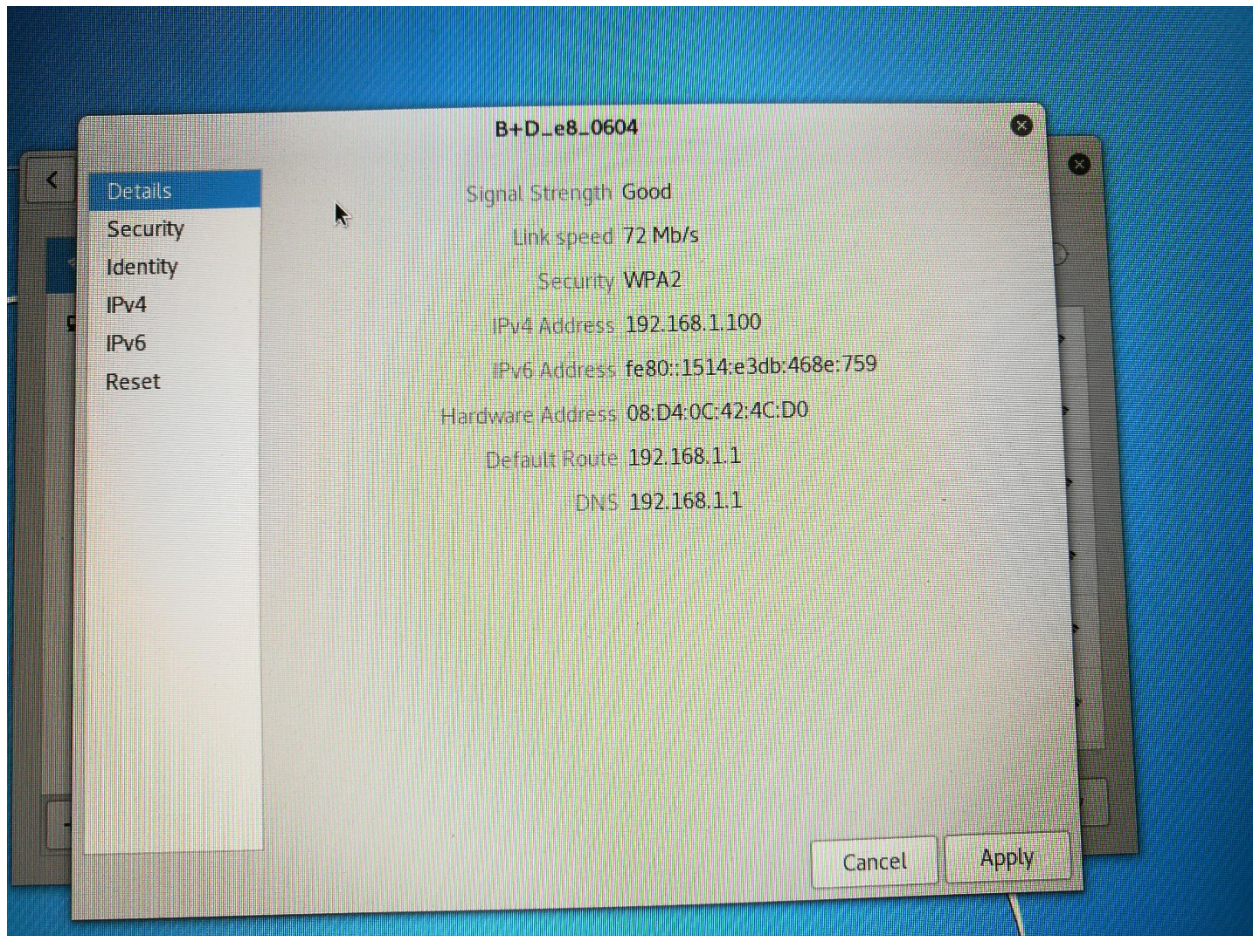 B+D_e8_0604
Details
Security
Identity
IPv4
IPv6
Reset
Signal Strength Good
Link speed 72 Mb/s
Security WPA2
IPv4 Address 192.168.1.100
IPv6 Address fe80::1514:e3db:468e:759
Hardware Address 08:D4:0C:42:4C:D0
Default Route 192.168.1.1
DNS 192.168.1.1
Cancel
Apply